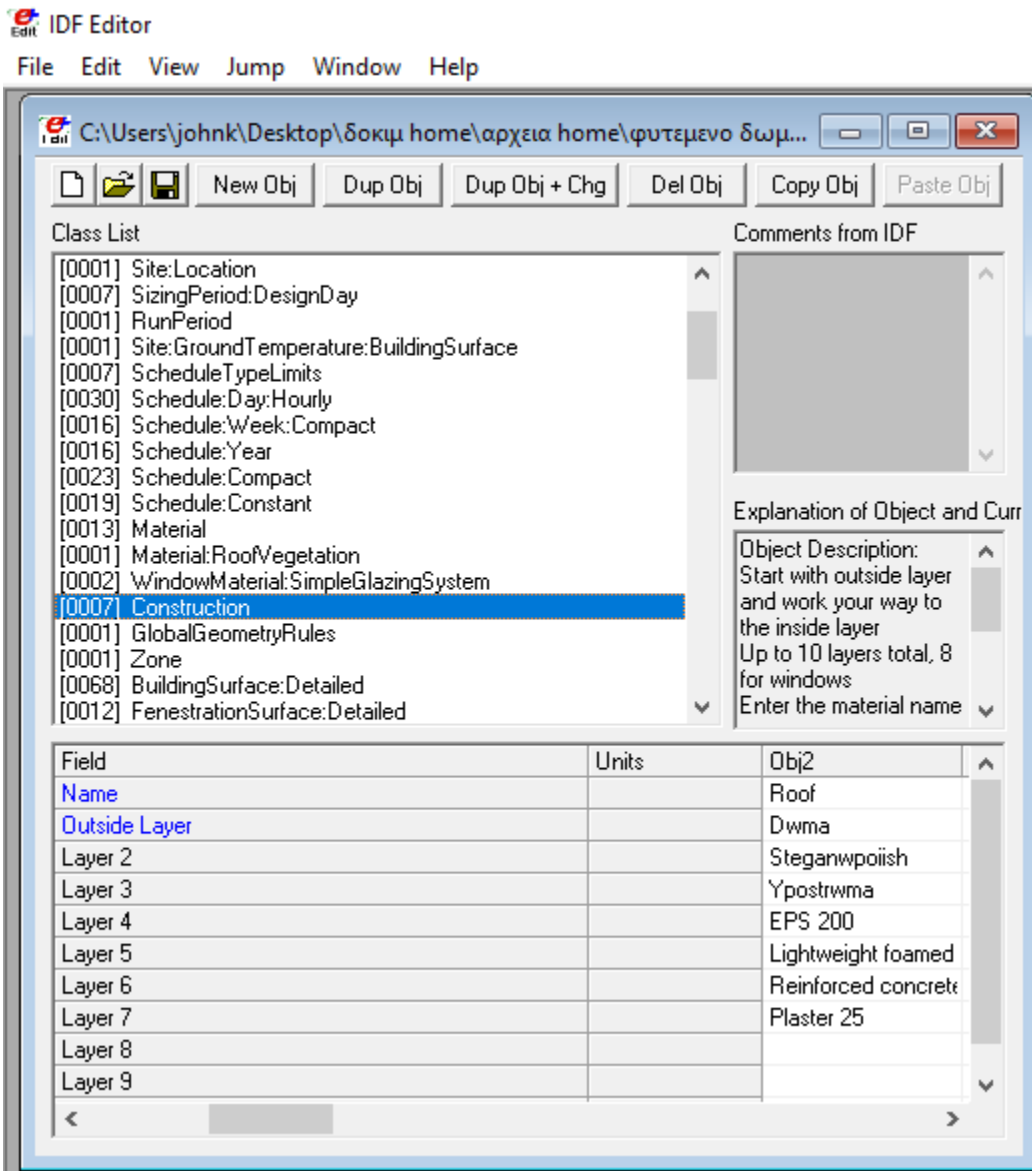 IDF Editor
File Edit View Jump Window Help
C:\Users\johnk\Desktop\δοκιμ home\αρχεια home\φυτεμενο δωμ...
New Obj Dup Obj Dup Obj + Chg Del Obj Copy Obj Paste Obj
Class List
[0001] Site:Location
[0007] SizingPeriod:DesignDay
[0001] RunPeriod
[0001] Site:GroundTemperature:BuildingSurface
[0007] ScheduleTypeLimits
[0030] Schedule:Day:Hourly
[0016] Schedule:Week:Compact
[0016] Schedule:Year
[0023] Schedule:Compact
[0019] Schedule:Constant
[0013] Material
[0001] Material:RoofVegetation
[0002] WindowMaterial:SimpleGlazingSystem
[0007] Construction
[0001] GlobalGeometryRules
[0001] Zone
[0068] BuildingSurface:Detailed
[0012] FenestrationSurface:Detailed
Comments from IDF
Explanation of Object and Curr
Object Description:
Start with outside layer
and work your way to
the inside layer
Up to 10 layers total, 8
for windows
Enter the material name
Field Units Obj2
Name Roof
Outside Layer Dwma
Layer 2 Steganwpoiish
Layer 3 Ypostrwma
Layer 4 EPS 200
Layer 5 Lightweight foamed
Layer 6 Reinforced concrete
Layer 7 Plaster 25
Layer 8
Layer 9